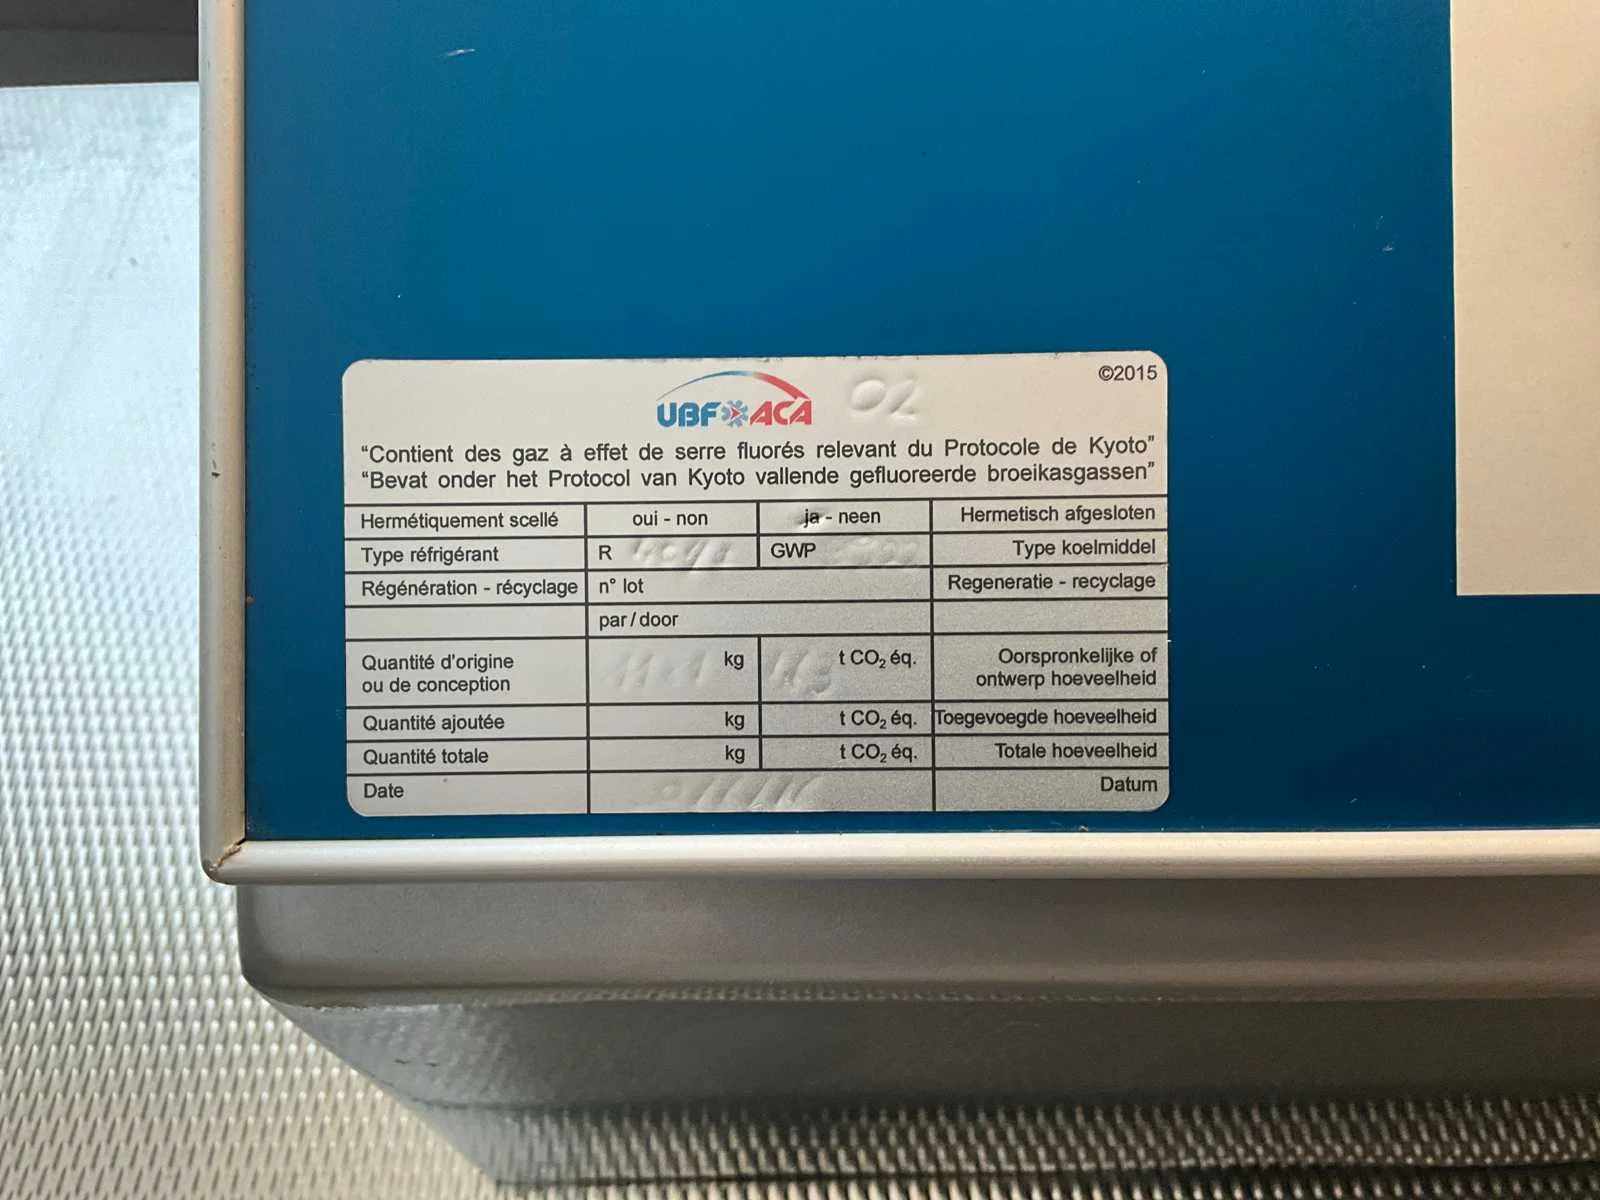 ©2015
UBF ACA
02
“Contient des gaz à effet de serre fluorés relevant du Protocole de Kyoto”
“Bevat onder het Protocol van Kyoto vallende gefluoreerde broeikasgassen”
Hermétiquement scellé oui - non ja - neen Hermetisch afgesloten
Type réfrigérant R GWP Type koelmiddel
Régénération - récyclage n° lot Regeneratie - recyclage
par / door
Quantité d'origine kg t CO₂ éq. Oorspronkelijke of
ou de conception ontwerp hoeveelheid
Quantité ajoutée kg t CO₂ éq. Toegevoegde hoeveelheid
Quantité totale kg t CO₂ éq. Totale hoeveelheid
Date Datum